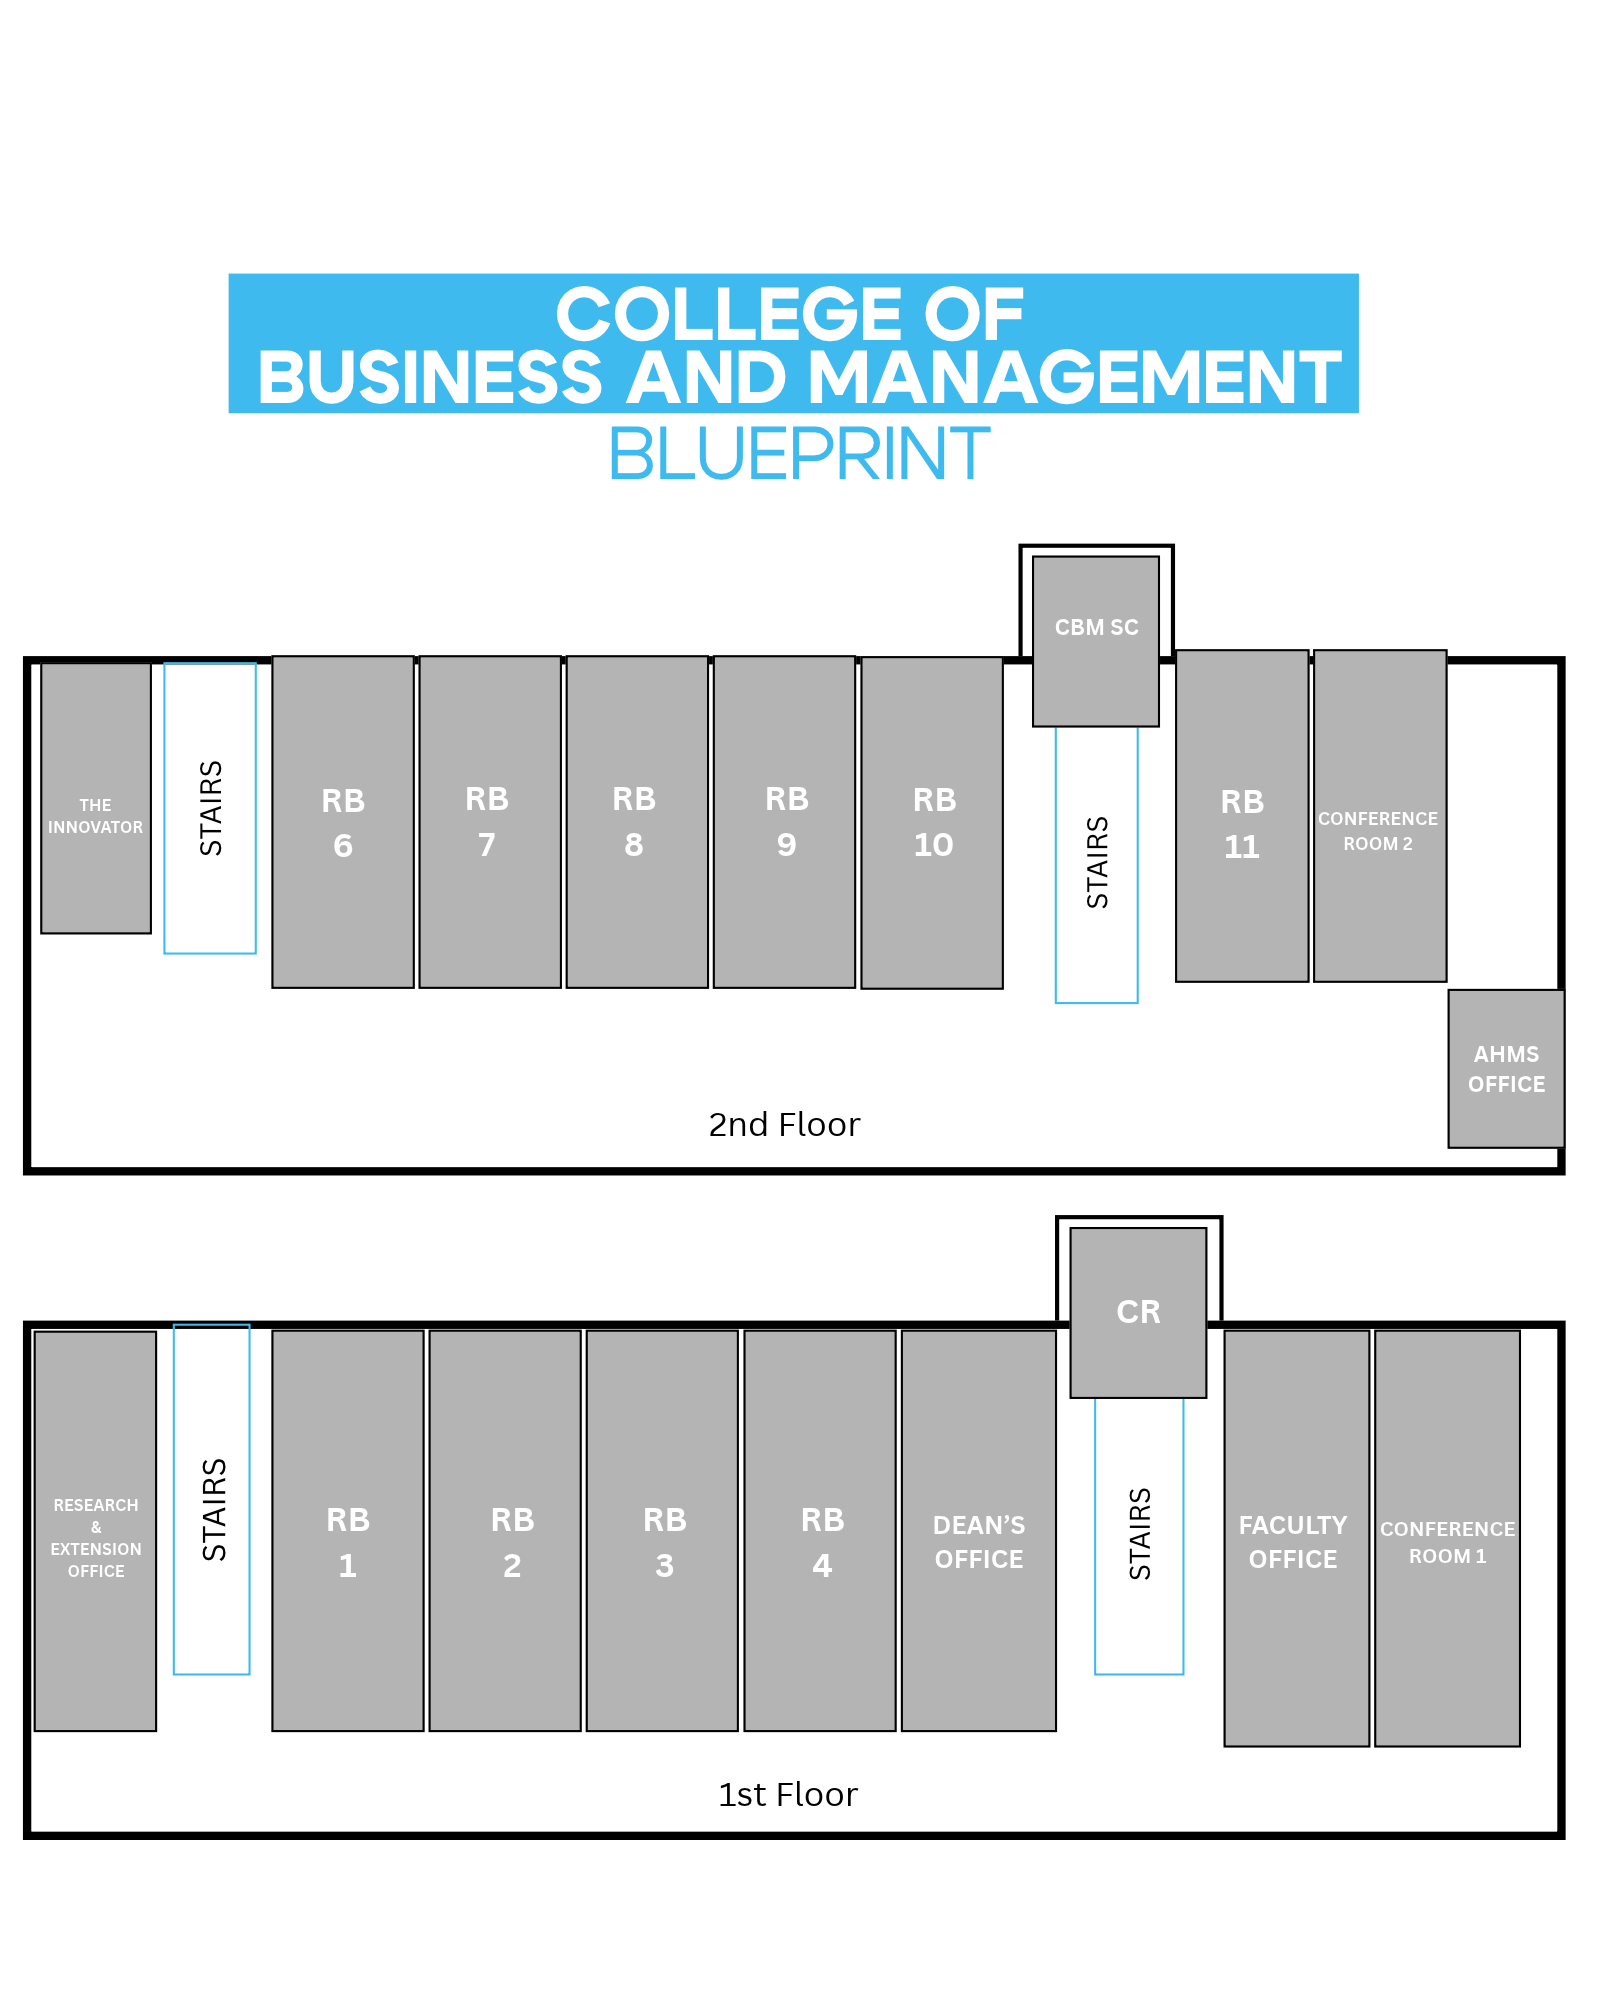 COLLEGE OF
BUSINESS AND MANAGEMENT
BLUEPRINT
CBM SC
THE
INNOVATOR
STAIRS
RB
6
RB
7
RB
8
RB
9
RB
10
STAIRS
RB
11
CONFERENCE
ROOM 2
AHMS
OFFICE
2nd Floor
CR
RESEARCH
&
EXTENSION
OFFICE
STAIRS
RB
1
RB
2
RB
3
RB
4
DEAN’S
OFFICE
STAIRS
FACULTY
OFFICE
CONFERENCE
ROOM 1
1st Floor